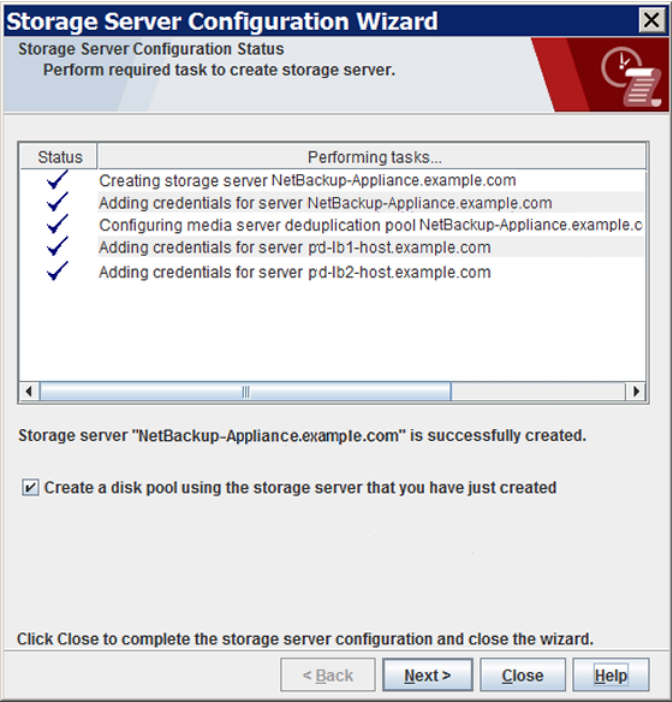 Storage Server Configuration Wizard
Storage Server Configuration Status
Perform required task to create storage server.
Status Performing tasks...
Creating storage server NetBackup-Appliance.example.com
Adding credentials for server NetBackup-Appliance.example.com
Configuring media server deduplication pool NetBackup-Appliance.example.c
Adding credentials for server pd-lb1-host.example.com
Adding credentials for server pd-lb2-host.example.com
Storage server "NetBackup-Appliance.example.com" is successfully created.
Create a disk pool using the storage server that you have just created
Click Close to complete the storage server configuration and close the wizard.
< Back Next > Close Help